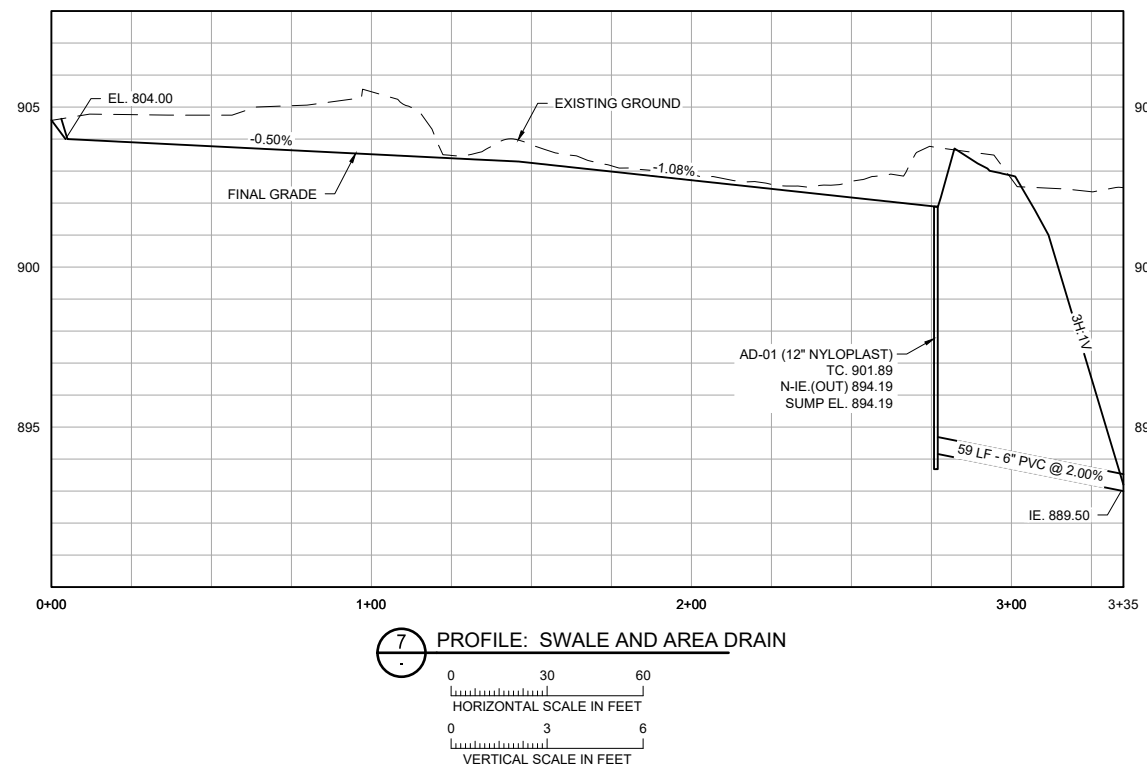 905
EL. 804.00
EXISTING GROUND
90
-0.50%
-1.08%
FINAL GRADE
900
90
3H:1V
AD-01 (12" NYLOPLAST)
TC. 901.89
N-IE.(OUT) 894.19
SUMP EL. 894.19
895
89
59 LF - 6" PVC @ 2.00%
IE. 889.50
0+00
1+00
2+00
3+00
3+35
7
-
PROFILE: SWALE AND AREA DRAIN
0 30 60
HORIZONTAL SCALE IN FEET
0 3 6
VERTICAL SCALE IN FEET